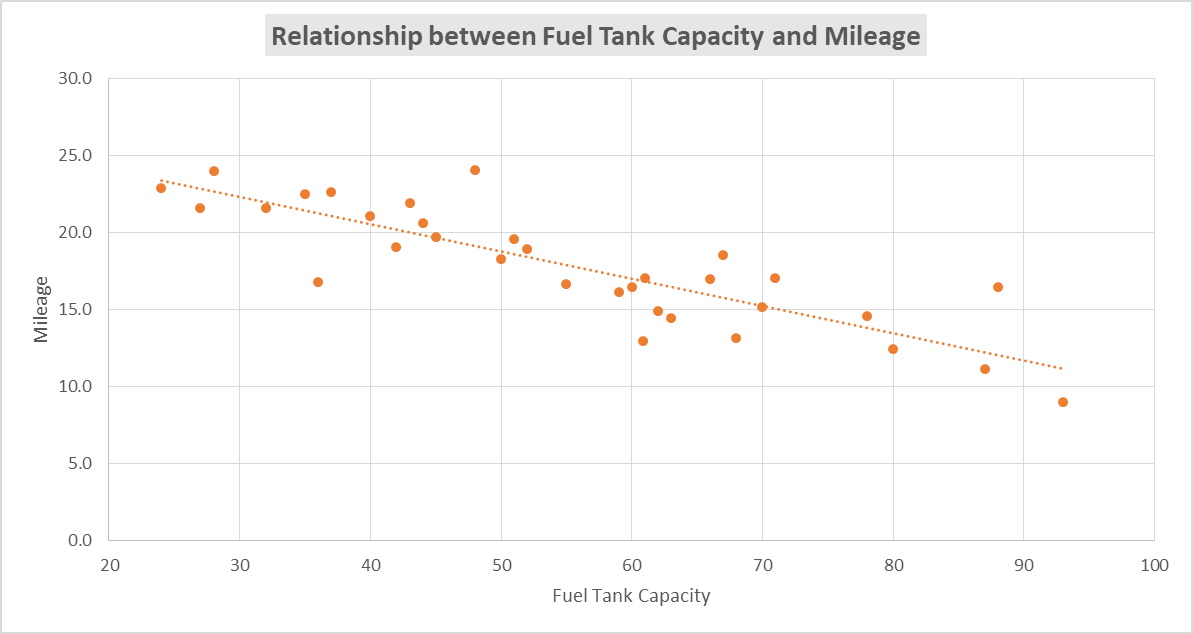 Relationship between Fuel Tank Capacity and Mileage
30.0
25.0
20.0
15.0
10.0
5.0
0.0
Mileage
20 30 40 50 60 70 80 90 100
Fuel Tank Capacity